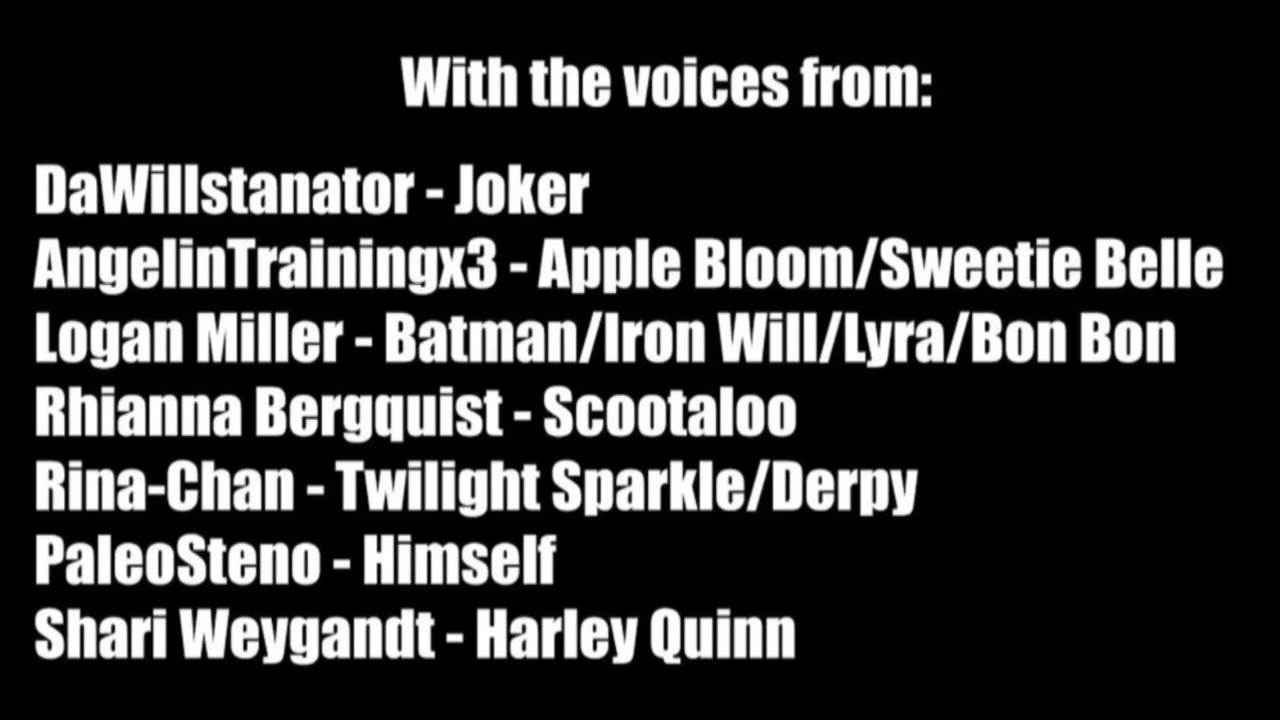 With the voices from:
DaWillstanator - Joker
AngelinTrainingx3 - Apple Bloom/Sweetie Belle
Logan Miller - Batman/Iron Will/Lyra/Bon Bon
Rhianna Bergquist - Scootaloo
Rina-Chan - Twilight Sparkle/Derpy
PaleoSteno - Himself
Shari Weygandt - Harley Quinn